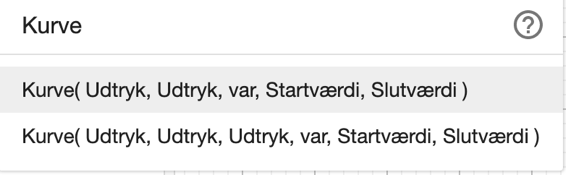 Kurve ?
Kurve( Udtryk, Udtryk, var, Startværdi, Slutværdi )
Kurve( Udtryk, Udtryk, Udtryk, var, Startværdi, Slutværdi )